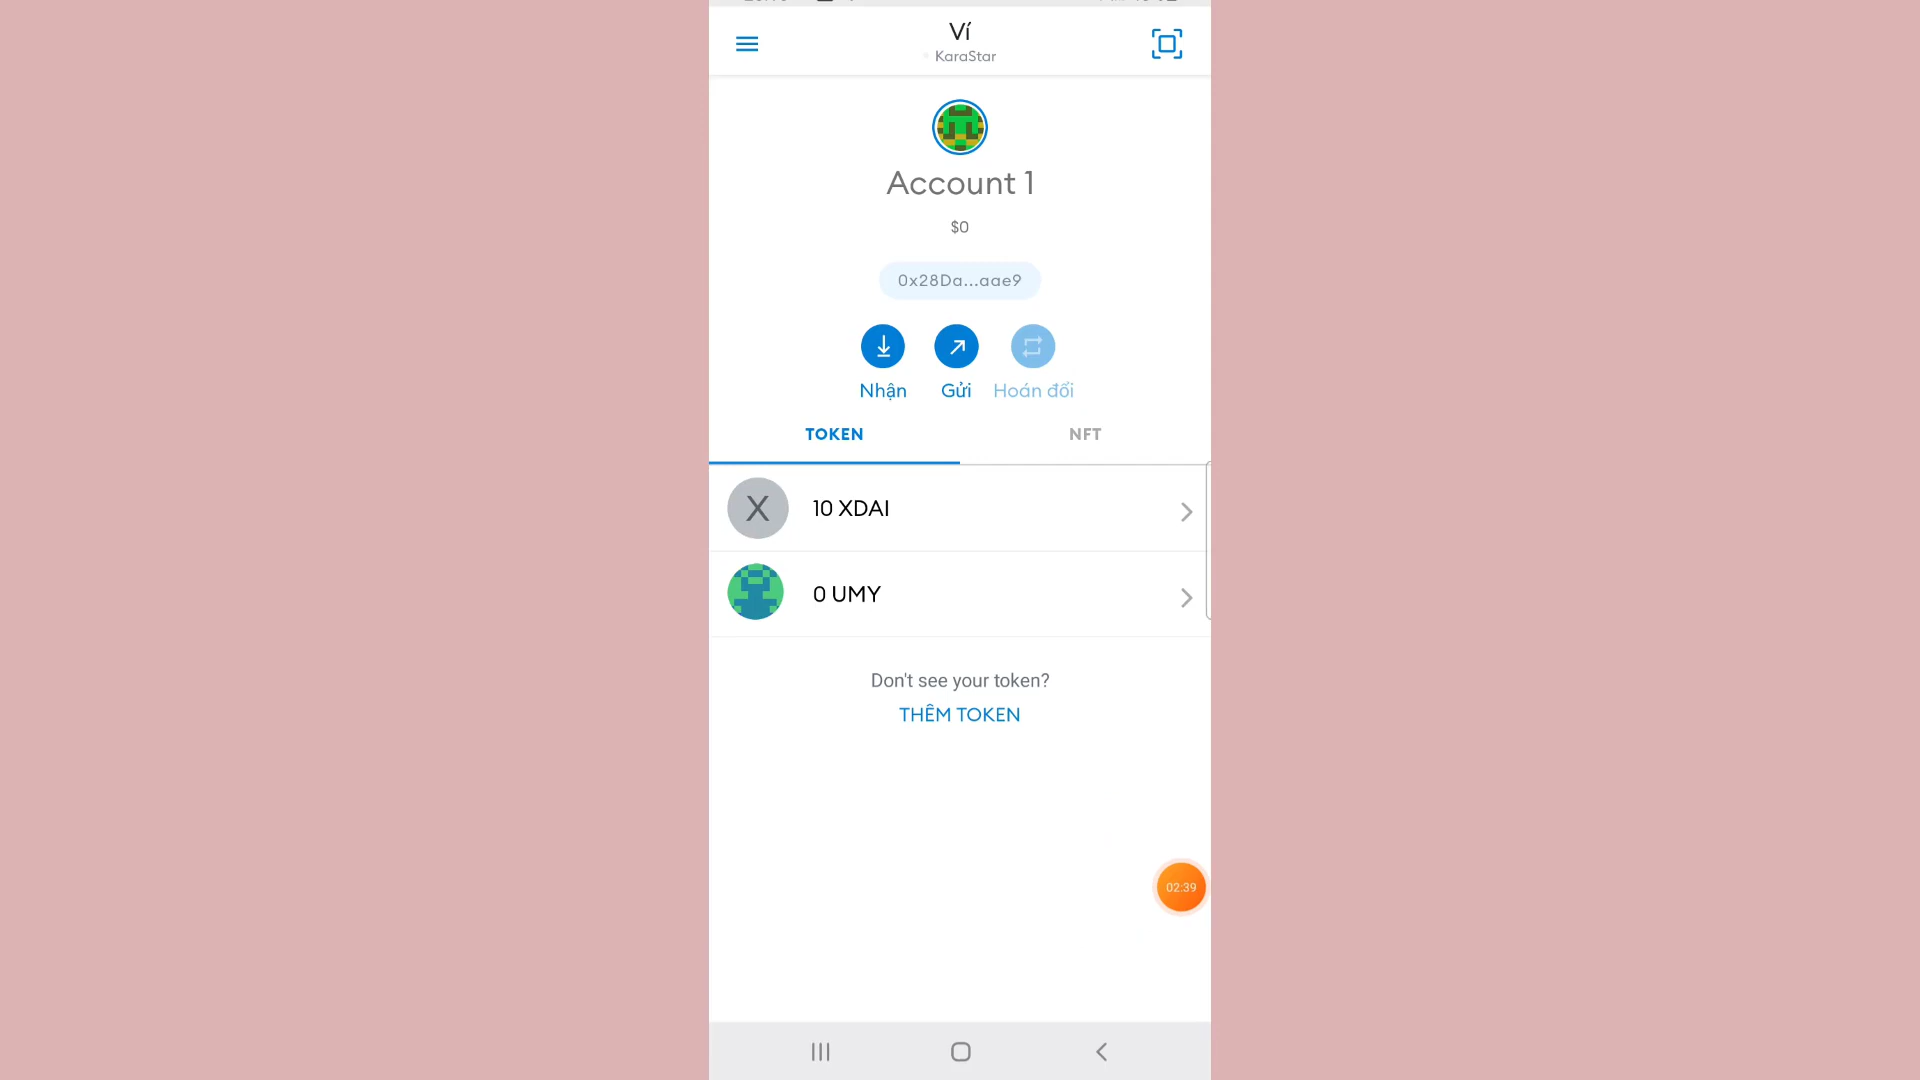 Ví
KaraStar
Account 1
$0
0x28Da...aae9
Nhận
Gửi
Hoán đổi
TOKEN
NFT
X
10 XDAI
0 UMY
Don't see your token?
THÊM TOKEN
02:39